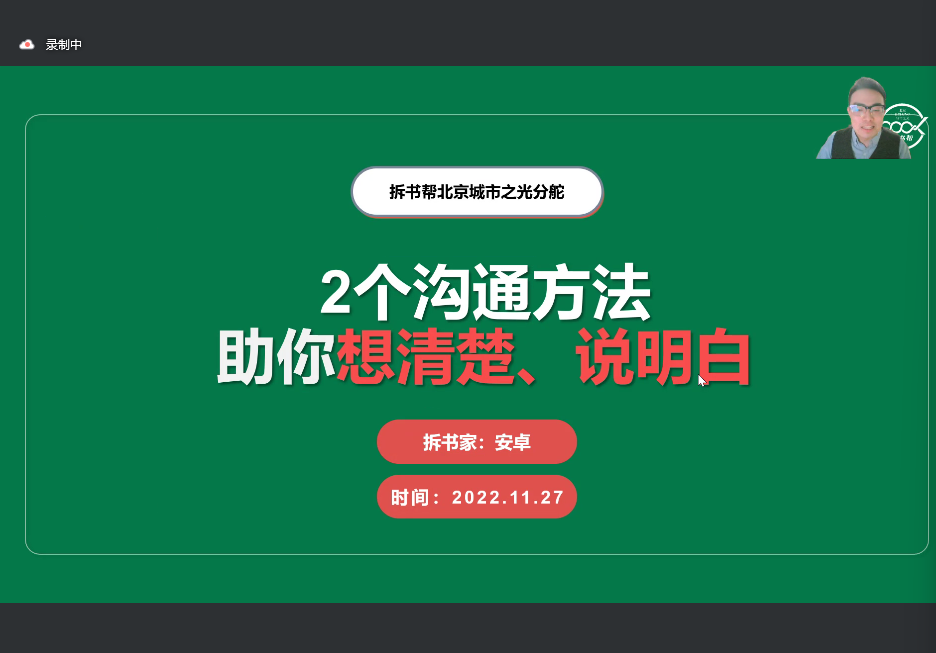 录制中
拆书帮北京城市之光分舵
2个沟通方法
助你想清楚、说明白
拆书家：安卓
时间：2022.11.27